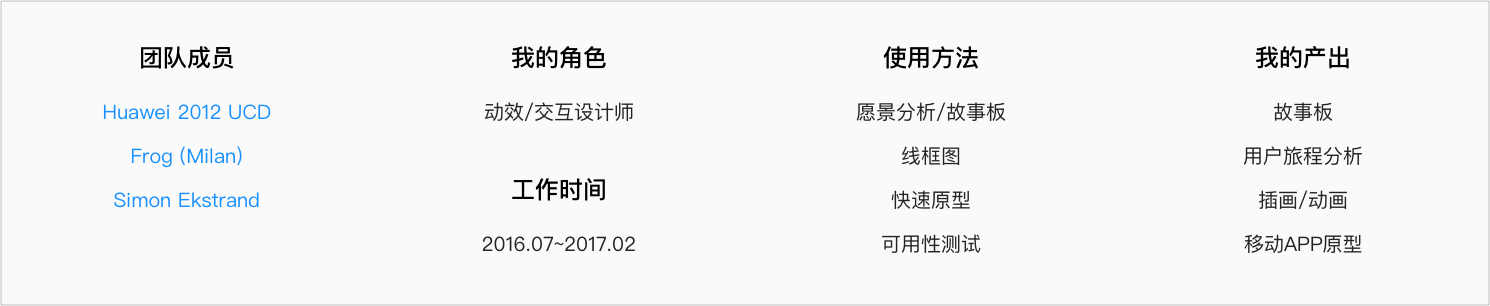 团队成员
Huawei 2012 UCD
Frog (Milan)
Simon Ekstrand
我的角色
动效/交互设计师
工作时间
2016.07~2017.02
使用方法
愿景分析/故事板
线框图
快速原型
可用性测试
我的产出
故事板
用户旅程分析
插画/动画
移动APP原型